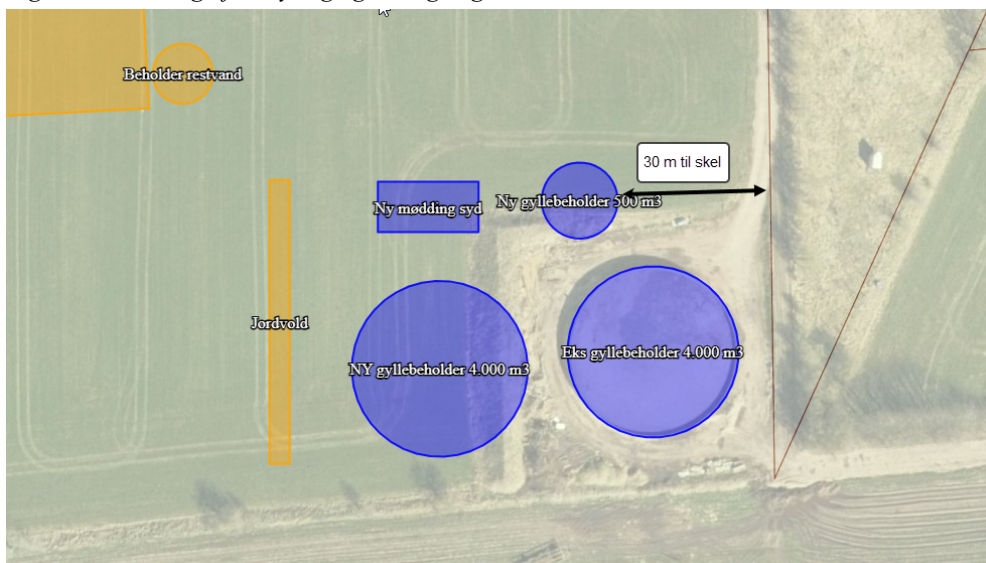 Beholder restvand
30 m til skel
Ny mødding syd
Ny gyllebeholder 500 m3
Jordvold
Eks gyllebeholder 4.000 m3
NY gyllebeholder 4.000 m3